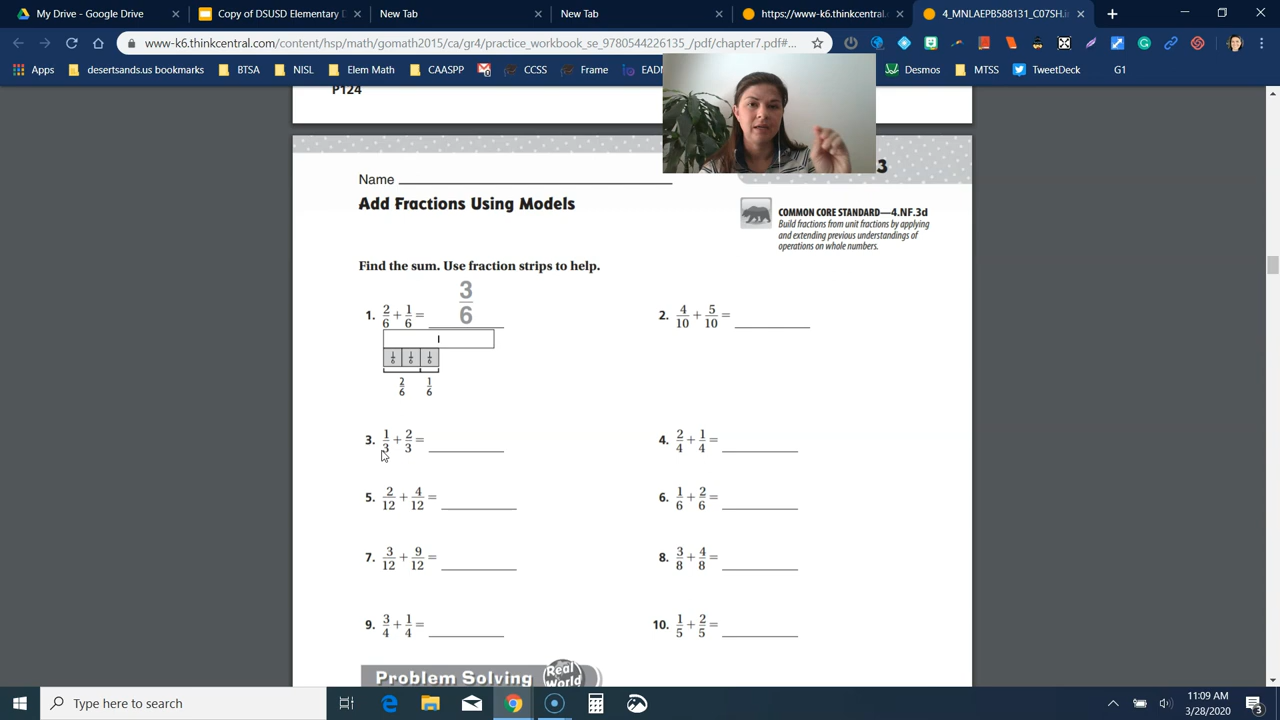 My Drive - Google Drive
Copy of DSUSD Elementary D
New Tab
New Tab
https://www-k6.thinkcentral.c
4_MNLAEPB588131_C07SH.i
www-k6.thinkcentral.com/content/hsp/math/gomath2015/ca/gr4/practice_workbook_se_9780544226135_/pdf/chapter7.pdf#...
desertsands.us bookmarks
BTSA
NISL
Elem Math
CAASPP
CCSS
Frame
Desmos
MTSS
TweetDeck
G1
P124
3
Name
Add Fractions Using Models
COMMON CORE STANDARD—4.NF.3d
Build fractions from unit fractions by applying
and extending previous understandings of
operations on whole numbers.
Find the sum. Use fraction strips to help.
1. 2/6 + 1/6 = 3/6
1
1/6 1/6 1/6
2/6 1/6
2. 4/10 + 5/10 =
3. 1/3 + 2/3 =
4. 2/4 + 1/4 =
5. 2/12 + 4/12 =
6. 1/6 + 2/6 =
7. 3/12 + 9/12 =
8. 3/8 + 4/8 =
9. 3/4 + 1/4 =
10. 1/5 + 2/5 =
Problem Solving Real World
Type here to search
11:09 AM
3/28/2020
3